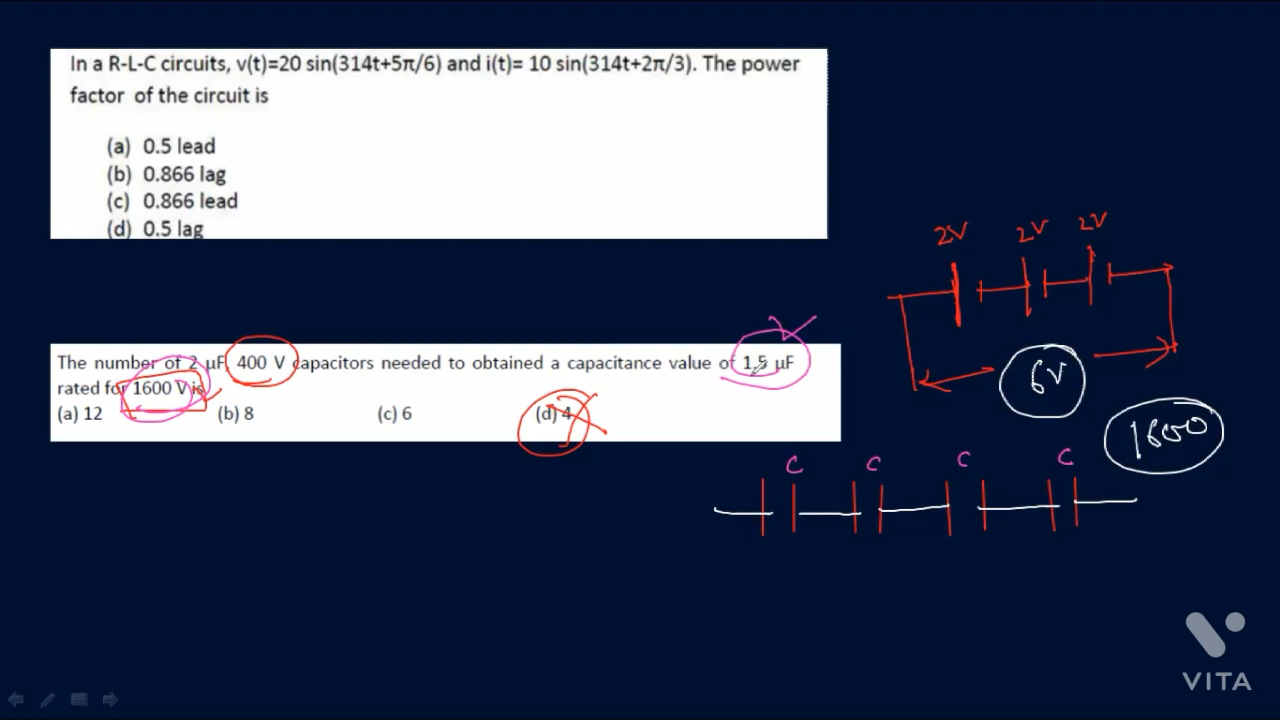 In a R-L-C circuits, v(t)=20 sin(314t+5π/6) and i(t)= 10 sin(314t+2π/3). The power
factor of the circuit is
(a) 0.5 lead
(b) 0.866 lag
(c) 0.866 lead
(d) 0.5 lag
2V 2V 2V
The number of 2 μF, 400 V capacitors needed to obtained a capacitance value of 1.5 μF
rated for 1600 V is
(a) 12 (b) 8 (c) 6 (d) 4
6V
1600
C C C C
VITA